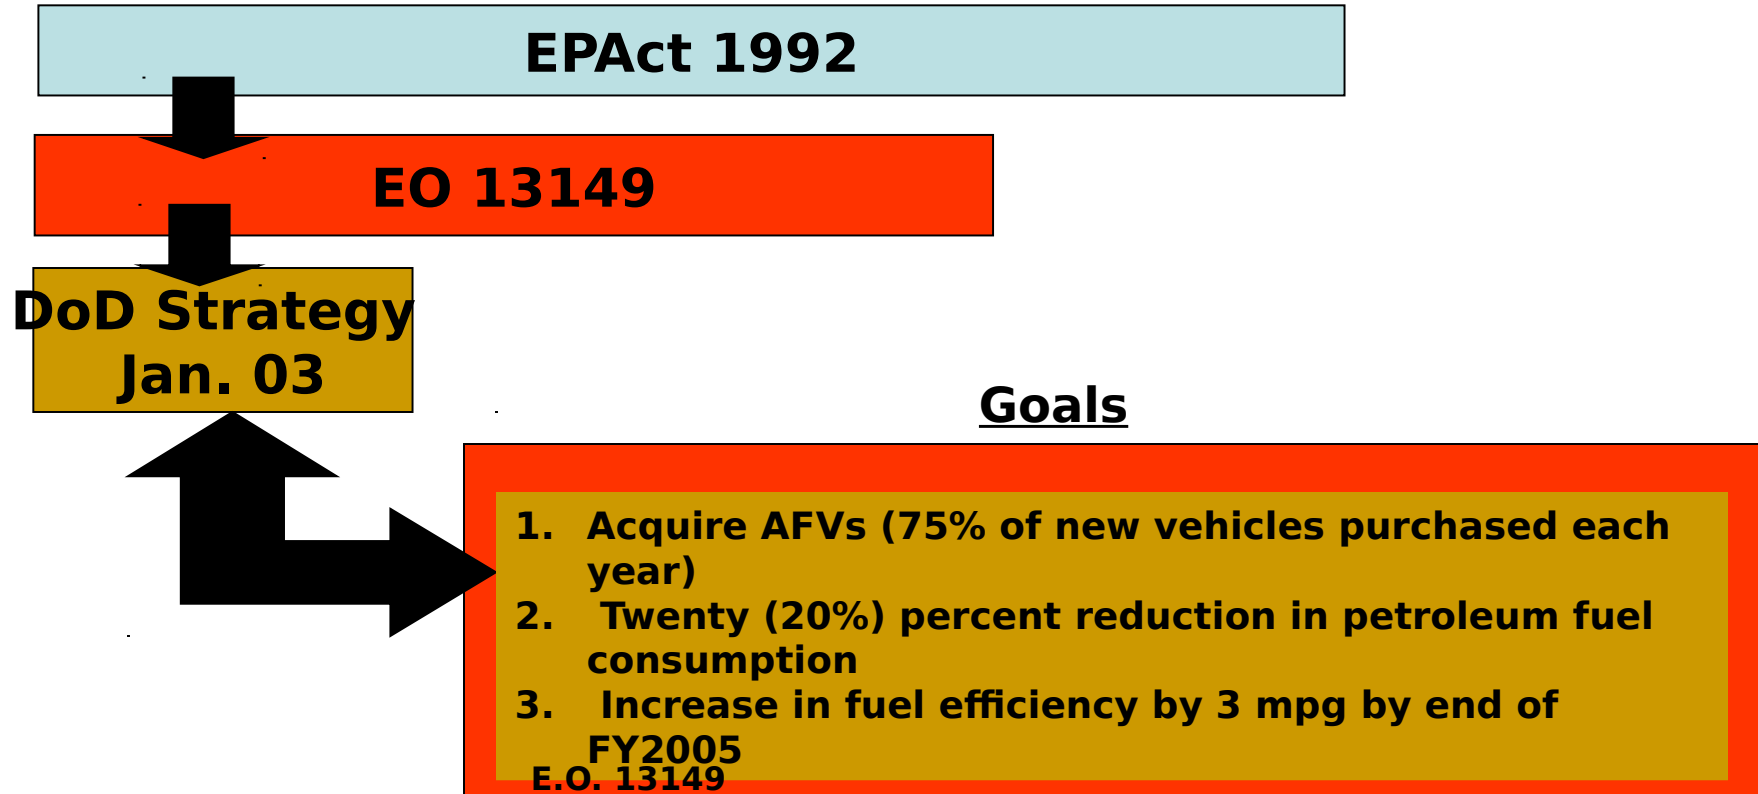 EPAct 1992
EO 13149
DoD Strategy
Jan. 03
Goals
1. Acquire AFVs (75% of new vehicles purchased each
year)
2. Twenty (20%) percent reduction in petroleum fuel
consumption
3. Increase in fuel efficiency by 3 mpg by end of
FY2005
E.O. 13149